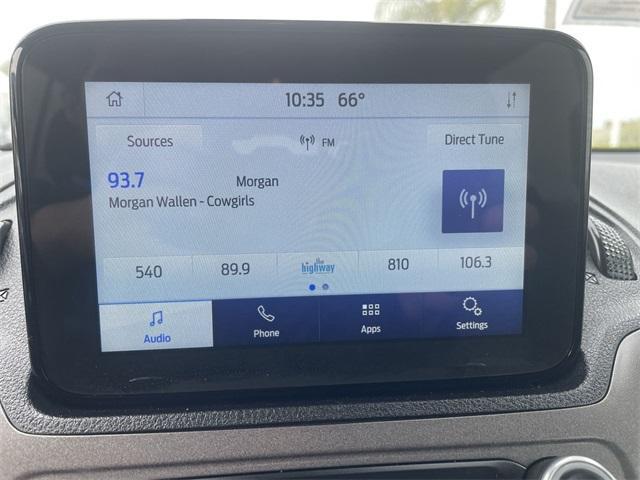 10:35 66°
Sources FM Direct Tune
93.7 Morgan
Morgan Wallen - Cowgirls
540 89.9 the highway 810 106.3
Audio Phone Apps Settings